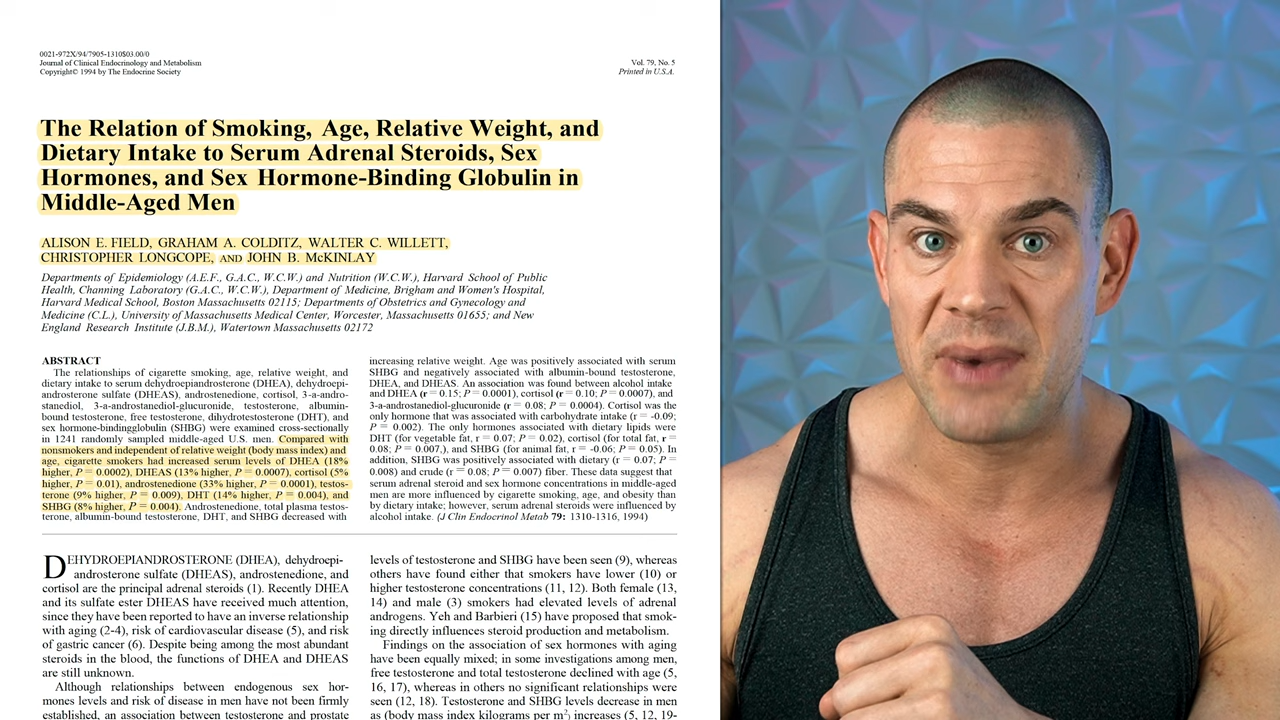 0021-972X/94/7905-1310$03.00/0
Journal of Clinical Endocrinology and Metabolism
Copyright© 1994 by The Endocrine Society
Vol. 79, No. 5
Printed in U.S.A.
The Relation of Smoking, Age, Relative Weight, and
Dietary Intake to Serum Adrenal Steroids, Sex
Hormones, and Sex Hormone-Binding Globulin in
Middle-Aged Men
ALISON E. FIELD, GRAHAM A. COLDITZ, WALTER C. WILLETT,
CHRISTOPHER LONGCOPE, AND JOHN B. McKINLAY
Departments of Epidemiology (A.E.F., G.A.C., W.C.W.) and Nutrition (W.C.W.), Harvard School of Public
Health, Channing Laboratory (G.A.C., W.C.W.), Department of Medicine, Brigham and Women's Hospital,
Harvard Medical School, Boston Massachusetts 02115; Departments of Obstetrics and Gynecology and
Medicine (C.L.), University of Massachusetts Medical Center, Worcester, Massachusetts 01655; and New
England Research Institute (J.B.M.), Watertown Massachusetts 02172
ABSTRACT
The relationships of cigarette smoking, age, relative weight, and
dietary intake to serum dehydroepiandrosterone (DHEA), dehydroepi-
androsterone sulfate (DHEAS), androstenedione, cortisol, 3-a-andro-
stanediol, 3-a-androstanediol-glucuronide, testosterone, albumin-
bound testosterone, free testosterone, dihydrotestosterone (DHT), and
sex hormone-bindingglobulin (SHBG) were examined cross-sectionally
in 1241 randomly sampled middle-aged U.S. men. Compared with
nonsmokers and independent of relative weight (body mass index) and
age, cigarette smokers had increased serum levels of DHEA (18%
higher, P = 0.0002), DHEAS (13% higher, P = 0.0007), cortisol (5%
higher, P = 0.01), androstenedione (33% higher, P = 0.0001), testos-
terone (9% higher, P = 0.009), DHT (14% higher, P = 0.004), and
SHBG (8% higher, P = 0.004). Androstenedione, total plasma testos-
terone, albumin-bound testosterone, DHT, and SHBG decreased with
increasing relative weight. Age was positively associated with serum
SHBG and negatively associated with albumin-bound testosterone,
DHEA, and DHEAS. An association was found between alcohol intake
and DHEA (r = 0.15; P = 0.0001), cortisol (r = 0.10; P = 0.0007), and
3-a-androstanediol-glucuronide (r = 0.08; P = 0.0004). Cortisol was the
only hormone that was associated with carbohydrate intake (r = -0.09;
P = 0.002). The only hormones associated with dietary lipids were
DHT (for vegetable fat, r = 0.07; P = 0.02), cortisol (for total fat, r =
0.08; P = 0.007,), and SHBG (for animal fat, r = -0.06; P = 0.05). In
addition, SHBG was positively associated with dietary (r = 0.07; P =
0.008) and crude (r = 0.08; P = 0.007) fiber. These data suggest that
serum adrenal steroid and sex hormone concentrations in middle-aged
men are more influenced by cigarette smoking, age, and obesity than
by dietary intake; however, serum adrenal steroids were influenced by
alcohol intake. (J Clin Endocrinol Metab 79: 1310-1316, 1994)
DEHYDROEPIANDROSTERONE (DHEA), dehydroepi-
androsterone sulfate (DHEAS), androstenedione, and
cortisol are the principal adrenal steroids (1). Recently DHEA
and its sulfate ester DHEAS have received much attention,
since they have been reported to have an inverse relationship
with aging (2-4), risk of cardiovascular disease (5), and risk
of gastric cancer (6). Despite being among the most abundant
steroids in the blood, the functions of DHEA and DHEAS
are still unknown.
Although relationships between endogenous sex hor-
mones levels and risk of disease in men have not been firmly
established, an association between testosterone and prostate
levels of testosterone and SHBG have been seen (9), whereas
others have found either that smokers have lower (10) or
higher testosterone concentrations (11, 12). Both female (13,
14) and male (3) smokers had elevated levels of adrenal
androgens. Yeh and Barbieri (15) have proposed that smok-
ing directly influences steroid production and metabolism.
Findings on the association of sex hormones with aging
have been equally mixed; in some investigations among men,
free testosterone and total testosterone declined with age (5,
16, 17), whereas in others no significant relationships were
seen (12, 18). Testosterone and SHBG levels decrease in men
as (body mass index kilograms per m²) increases (5, 12, 19-